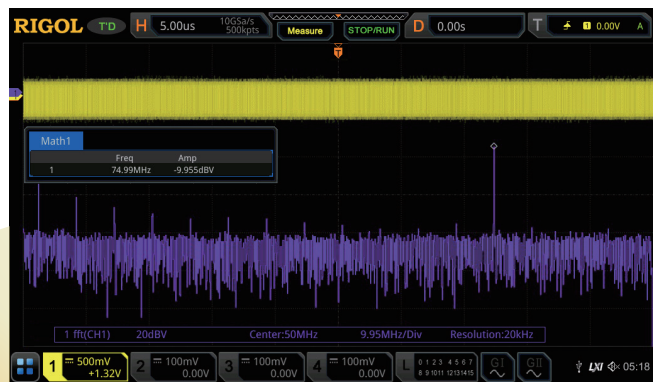 RIGOL T'D H 5.00us 10GSa/s 500kpts Measure STOP/RUN D 0.00s T 1 0.00V A
T
Math1
Freq Amp
1 74.99MHz -9.955dBV
1 fft(CH1) 20dBV Center:50MHz 9.95MHz/Div Resolution:20kHz
1 500mV +1.32V 2 100mV 0.00V 3 100mV 0.00V 4 100mV 0.00V L 0 1 2 3 4 5 6 7 8 9 10 11 12 13 14 15 GI GII LXI 05:18